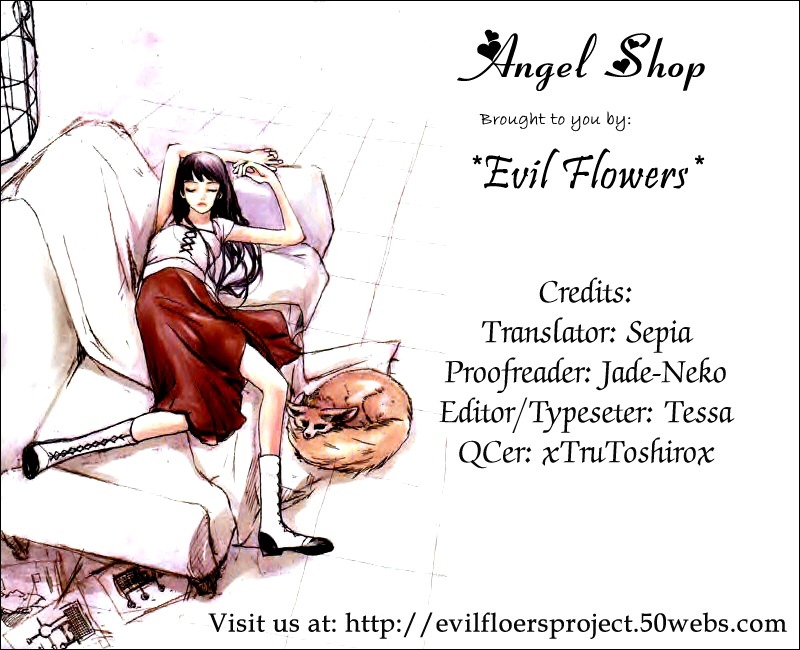 Angel Shop
Brought to you by:
*Evil Flowers*
Credits:
Translator: Sepia
Proofreader: Jade-Neko
Editor/Typeseter: Tessa
QCer: xTruToshirox
Visit us at: http://evilfloersproject.50webs.com